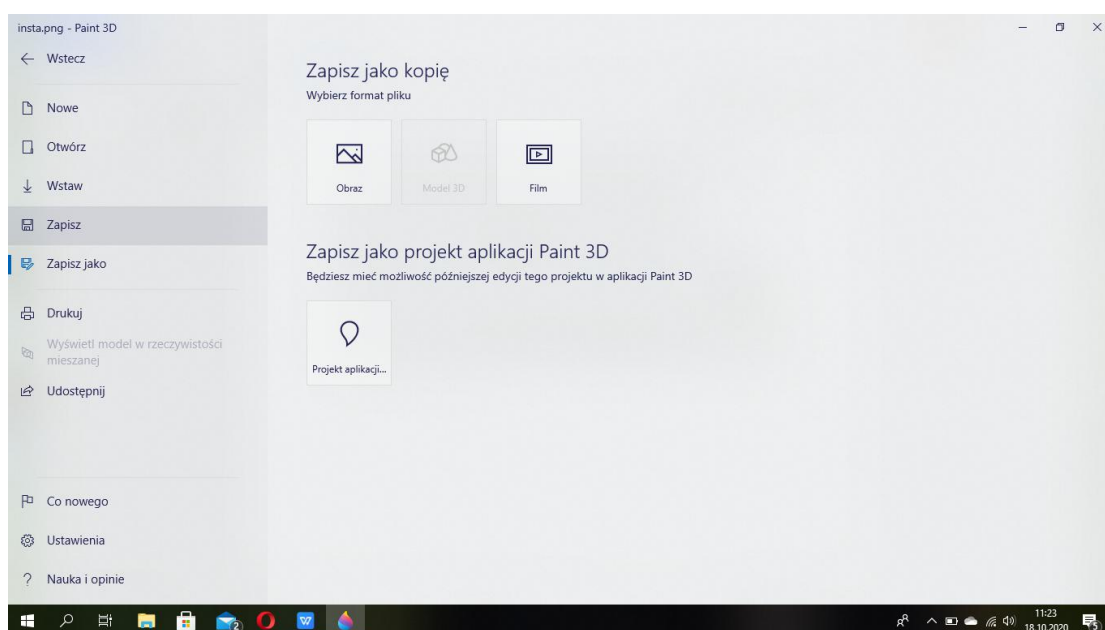 insta.png - Paint 3D
Wstecz
Nowe
Otwórz
Wstaw
Zapisz
Zapisz jako
Drukuj
Wyświetl model w rzeczywistości
mieszanej
Udostępnij
Co nowego
Ustawienia
Nauka i opinie
Zapisz jako kopię
Wybierz format pliku
Obraz
Model 3D
Film
Zapisz jako projekt aplikacji Paint 3D
Będziesz mieć możliwość późniejszej edycji tego projektu w aplikacji Paint 3D
Projekt aplikacji...
2
W
11:23
18.10.2020
5